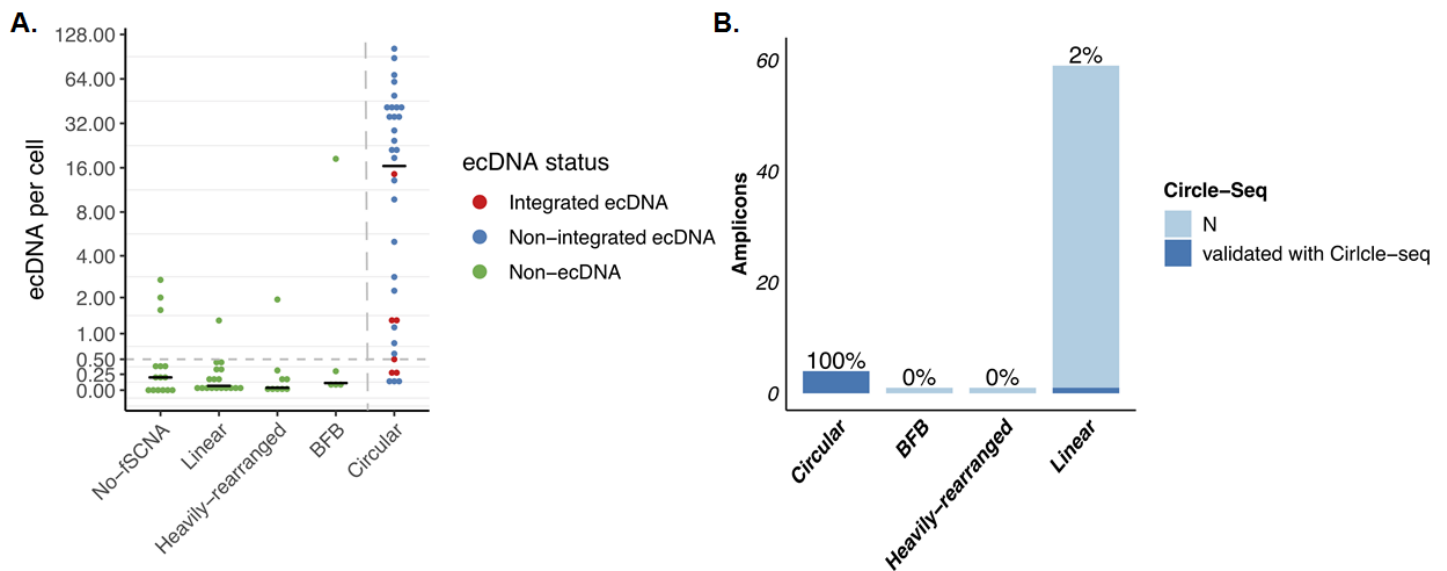 A.
ecDNA per cell
128.00
64.00
32.00
16.00
8.00
4.00
2.00
1.00
0.50
0.25
0.00
No-fSCNA
Linear
Heavily-rearranged
BFB
Circular
ecDNA status
Integrated ecDNA
Non-integrated ecDNA
Non-ecDNA
B.
Amplicons
60
40
20
0
100%
0%
0%
2%
Circular
BFB
Heavily-rearranged
Linear
Circle-Seq
N
validated with Cirlcle-seq